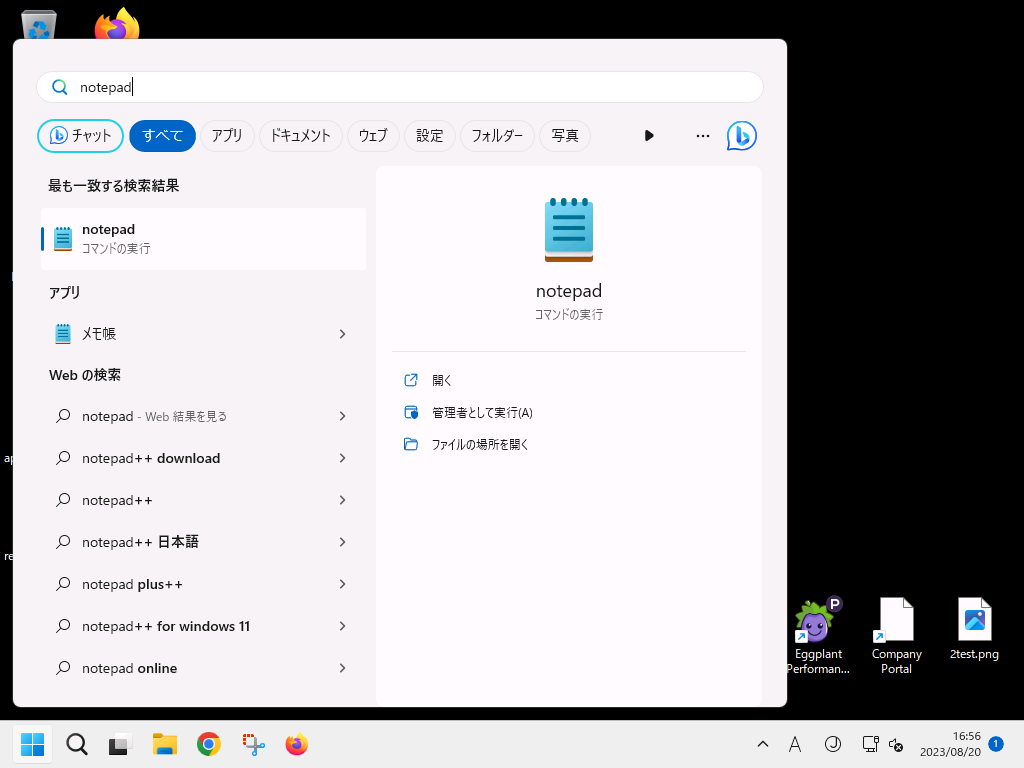 notepad
チャット
すべて
アプリ
ドキュメント
ウェブ
設定
フォルダー
写真
最も一致する検索結果
notepad
コマンドの実行
アプリ
メモ帳
Web の検索
notepad - Web 結果を見る
notepad++ download
notepad++
notepad++ 日本語
notepad plus++
notepad++ for windows 11
notepad online
notepad
コマンドの実行
開く
管理者として実行(A)
ファイルの場所を開く
P
Eggplant
Performan...
Company
Portal
2test.png
A
J
16:56
2023/08/20
1